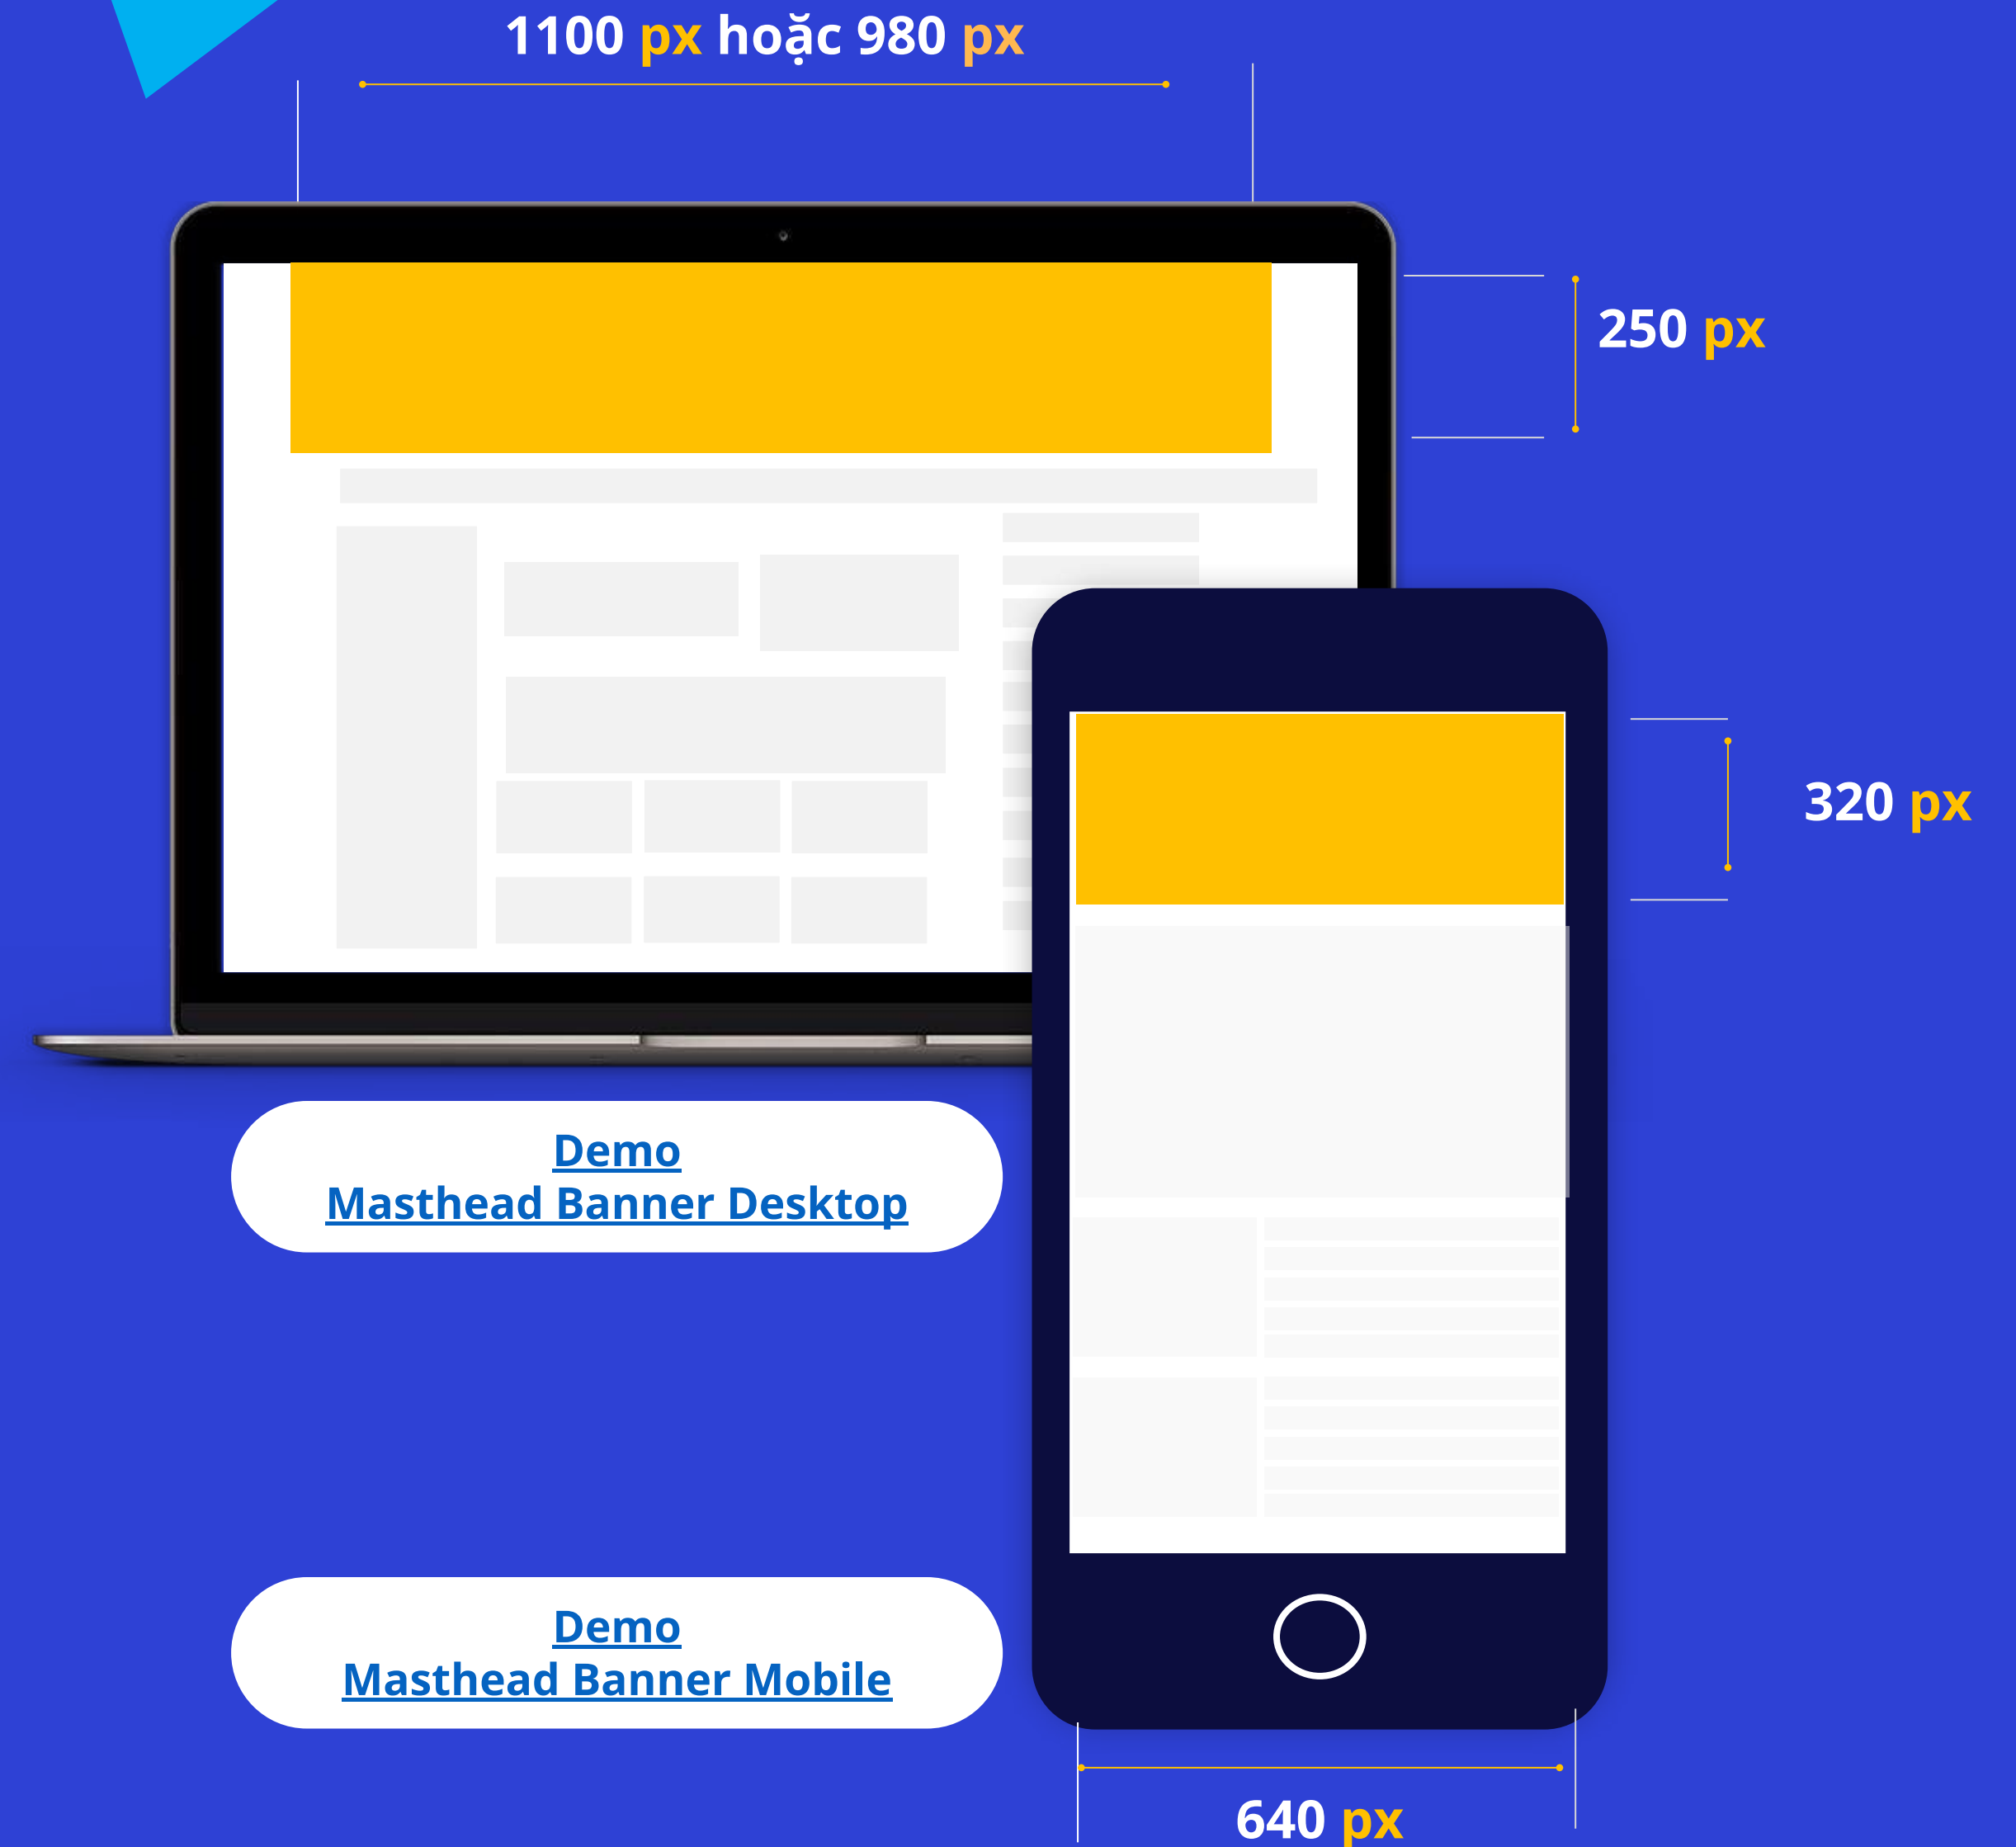 1100 px hoặc 980 px
250 px
320 px
Demo
Masthead Banner Desktop
Demo
Masthead Banner Mobile
640 px